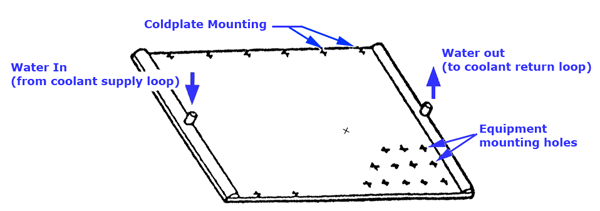 Coldplate Mounting
Water In
(from coolant supply loop)
Water out
(to coolant return loop)
Equipment
mounting holes